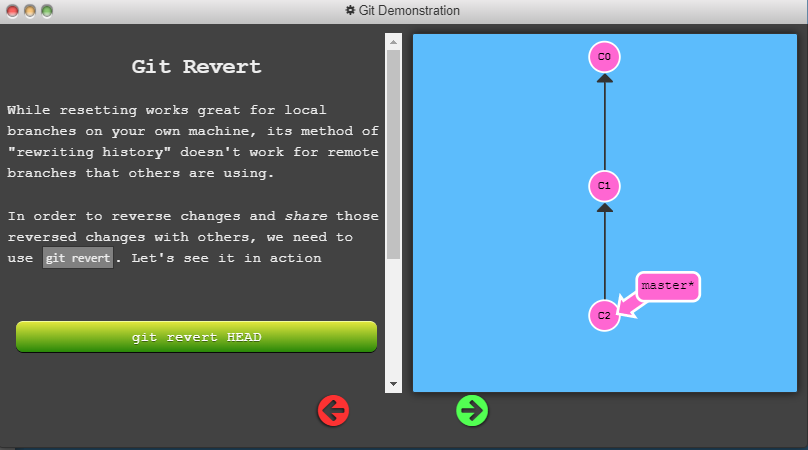 Git Demonstration
Git Revert
While resetting works great for local
branches on your own machine, its method of
"rewriting history" doesn't work for remote
branches that others are using.
In order to reverse changes and share those
reversed changes with others, we need to
use git revert. Let's see it in action
git revert HEAD
C0
C1
master*
C2